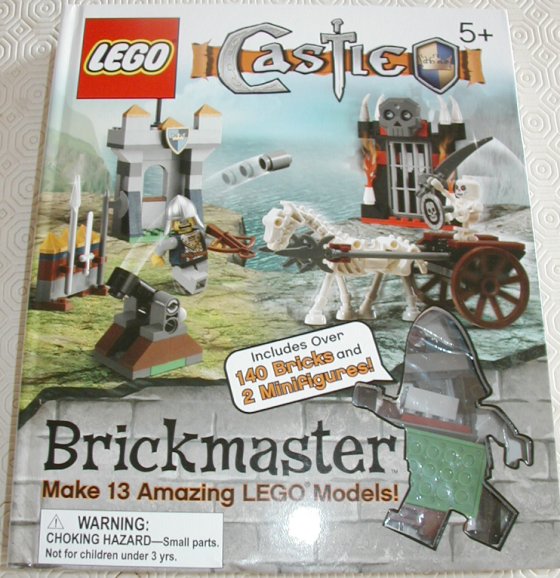 LEGO
Castle
5+
Includes Over
140 Bricks and
2 Minifigures!
Brickmaster™
Make 13 Amazing LEGO® Models!
WARNING:
CHOKING HAZARD—Small parts.
Not for children under 3 yrs.